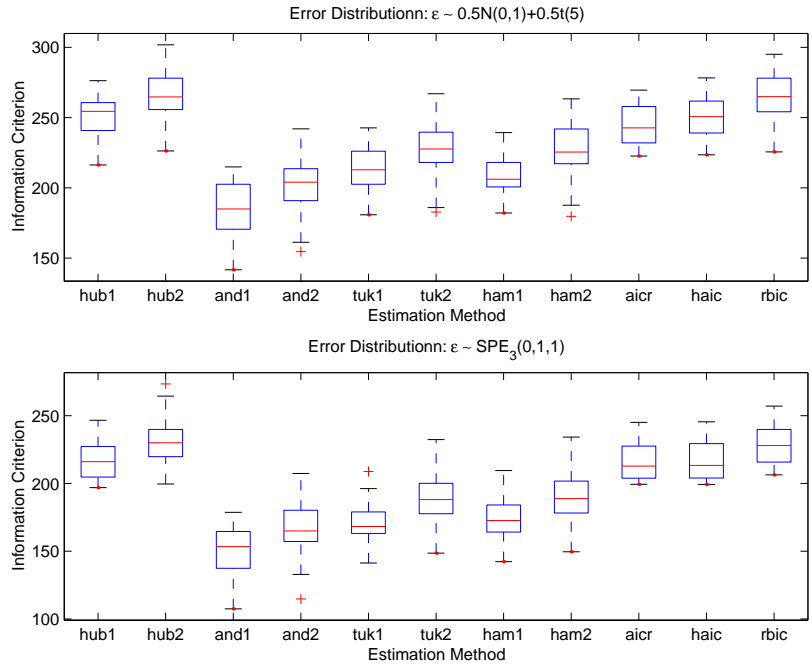 Error Distributionn: ε ~ 0.5N(0,1)+0.5t(5)
300
250
200
150
Information Criterion
hub1 hub2 and1 and2 tuk1 tuk2 ham1 ham2 aicr haic rbic
Estimation Method
Error Distributionn: ε ~ SPE₃(0,1,1)
250
200
150
100
Information Criterion
hub1 hub2 and1 and2 tuk1 tuk2 ham1 ham2 aicr haic rbic
Estimation Method